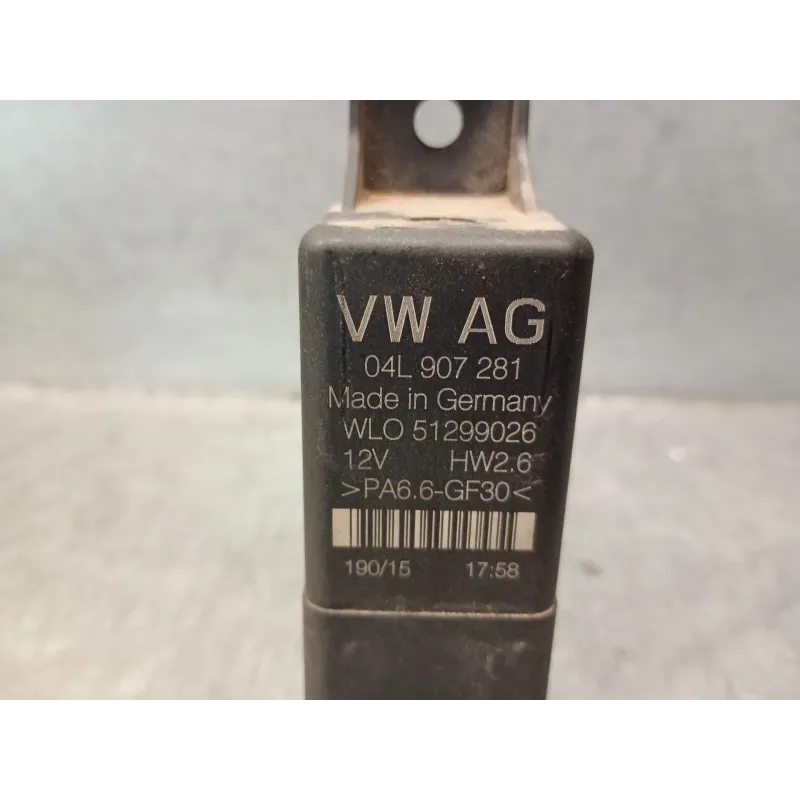 VW AG
04L 907 281
Made in Germany
WLO 51299026
12V HW2.6
>PA6.6-GF30<
190/15 17:58